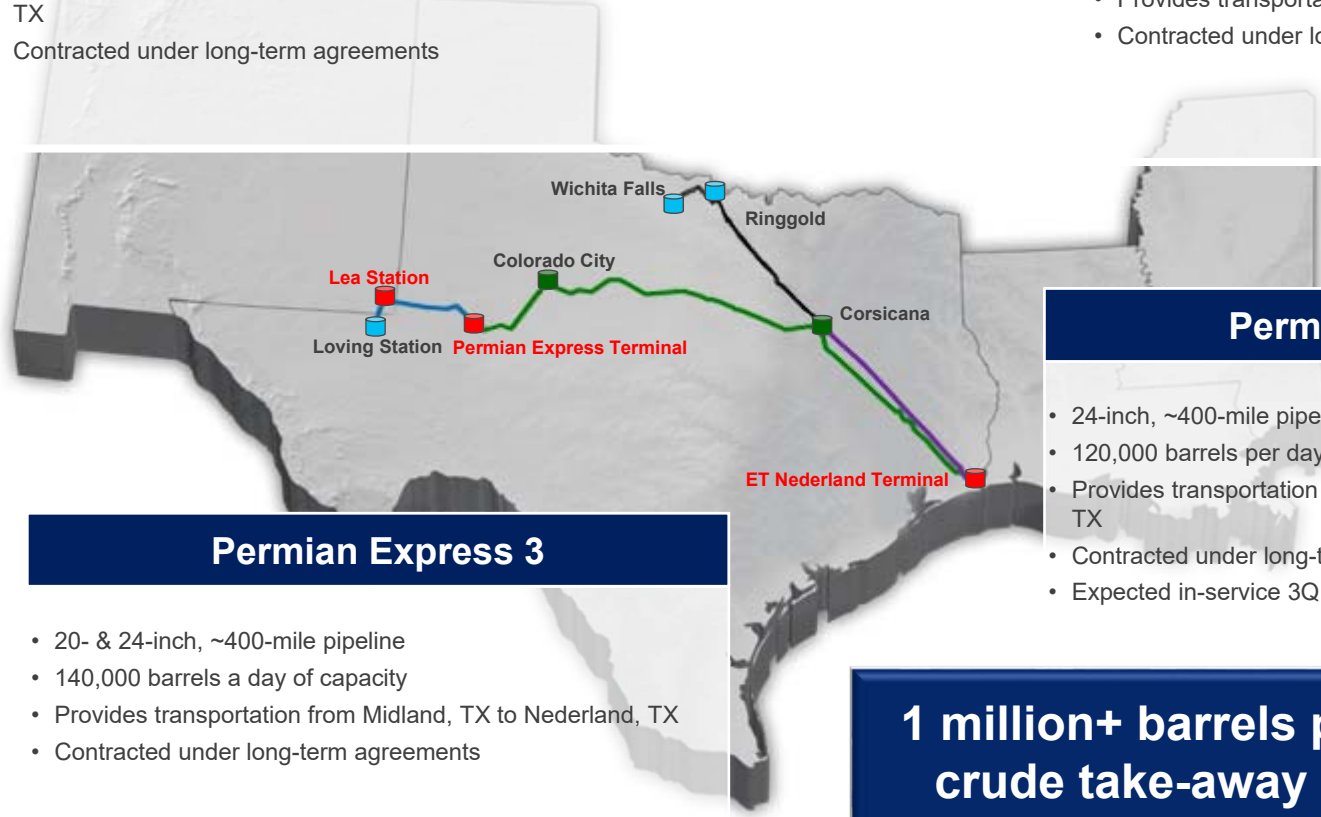 TX
Contracted under long-term agreements
• Provides
• Contracted under
Wichita Falls
Ringgold
Colorado City
Lea Station
Corsicana
Loving Station
Permian Express Terminal
ET Nederland Terminal
Permian Express 3
• 20- & 24-inch, ~400-mile pipeline
• 140,000 barrels a day of capacity
• Provides transportation from Midland, TX to Nederland, TX
• Contracted under long-term agreements
• 24-inch, ~400-mile
• 120,000 barrels per day
• Provides transportation
TX
• Contracted under
• Expected in-service 3Q
1 million+ barrels
crude take-away